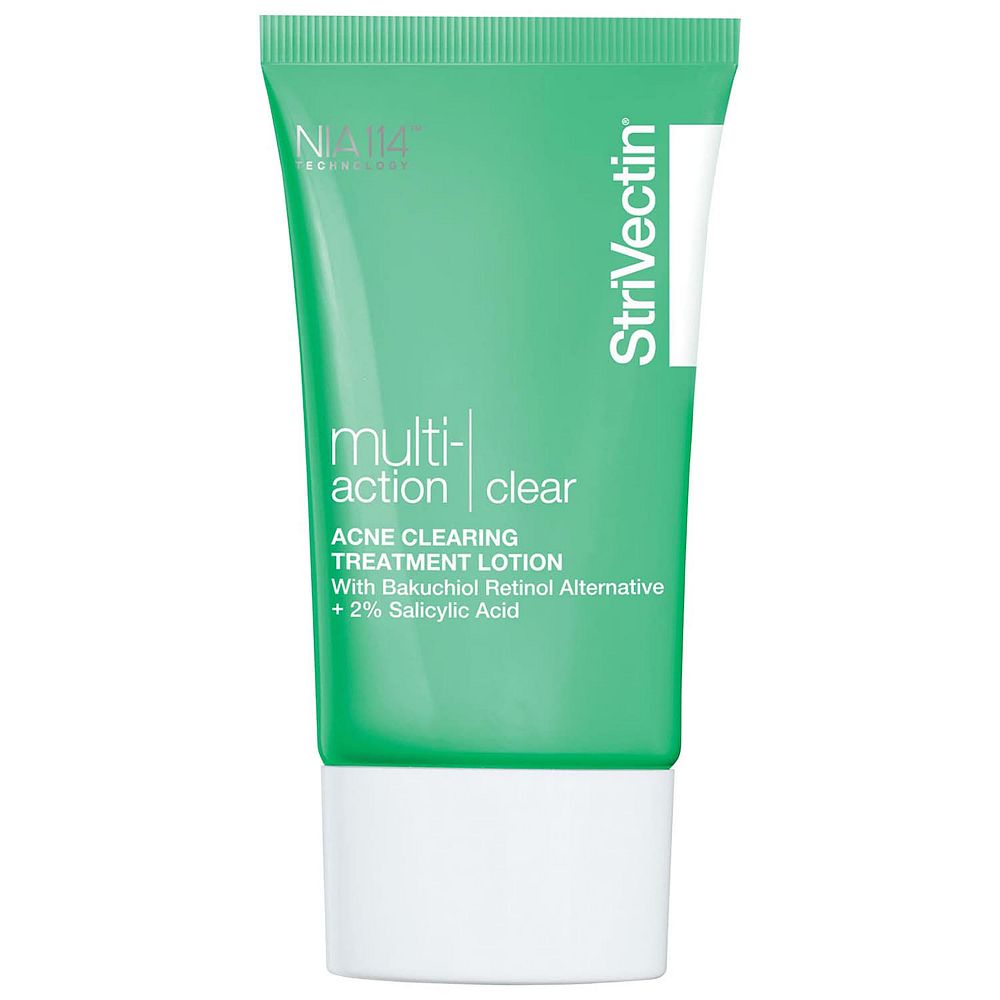 NIA114™
TECHNOLOGY
StriVectin®
multi-
action | clear
ACNE CLEARING
TREATMENT LOTION
With Bakuchiol Retinol Alternative
+ 2% Salicylic Acid